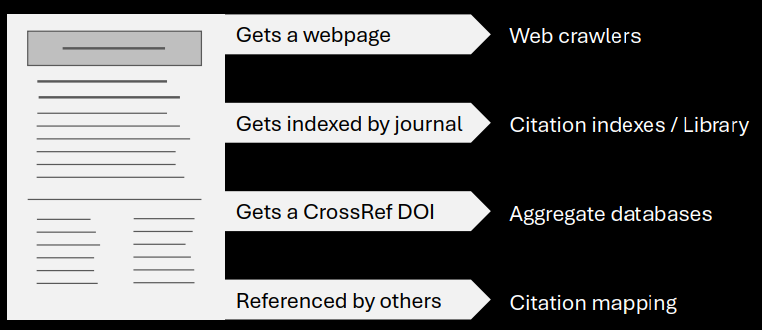 Gets a webpage
Web crawlers
Gets indexed by journal
Citation indexes / Library
Gets a CrossRef DOI
Aggregate databases
Referenced by others
Citation mapping